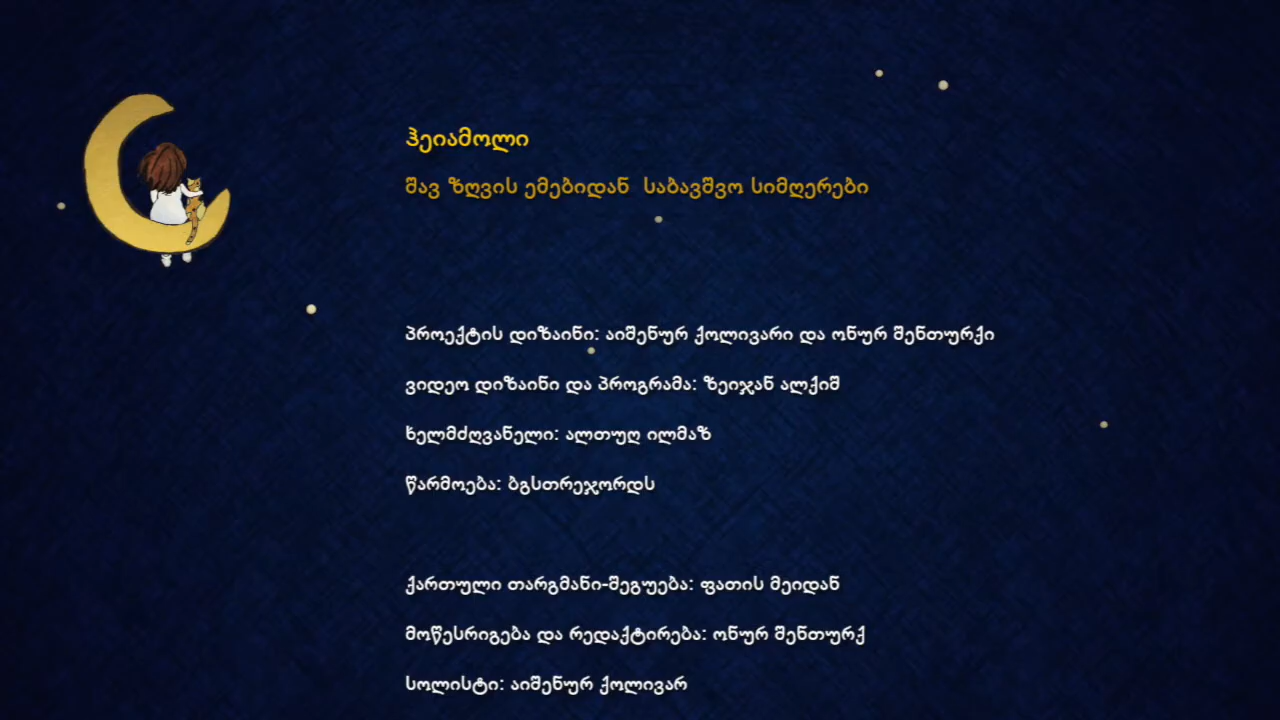 ჰეიამოლი
შავ ზღვის ემებიდან საბავშვო სიმღერები
პროექტის დიზაინი: აიშენურ ქოლივარი და ონურ შენთურქი
ვიდეო დიზაინი და პროგრამა: ზეიჯან ალქიშ
ხელმძღვანელი: ალთუღ ილმაზ
წარმოება: ბგსთრეჯორდს
ქართული თარგმანი-შეგუება: ფათის მეიდან
მოწესრიგება და რედაქტირება: ონურ შენთურქ
სოლისტი: აიშენურ ქოლივარ